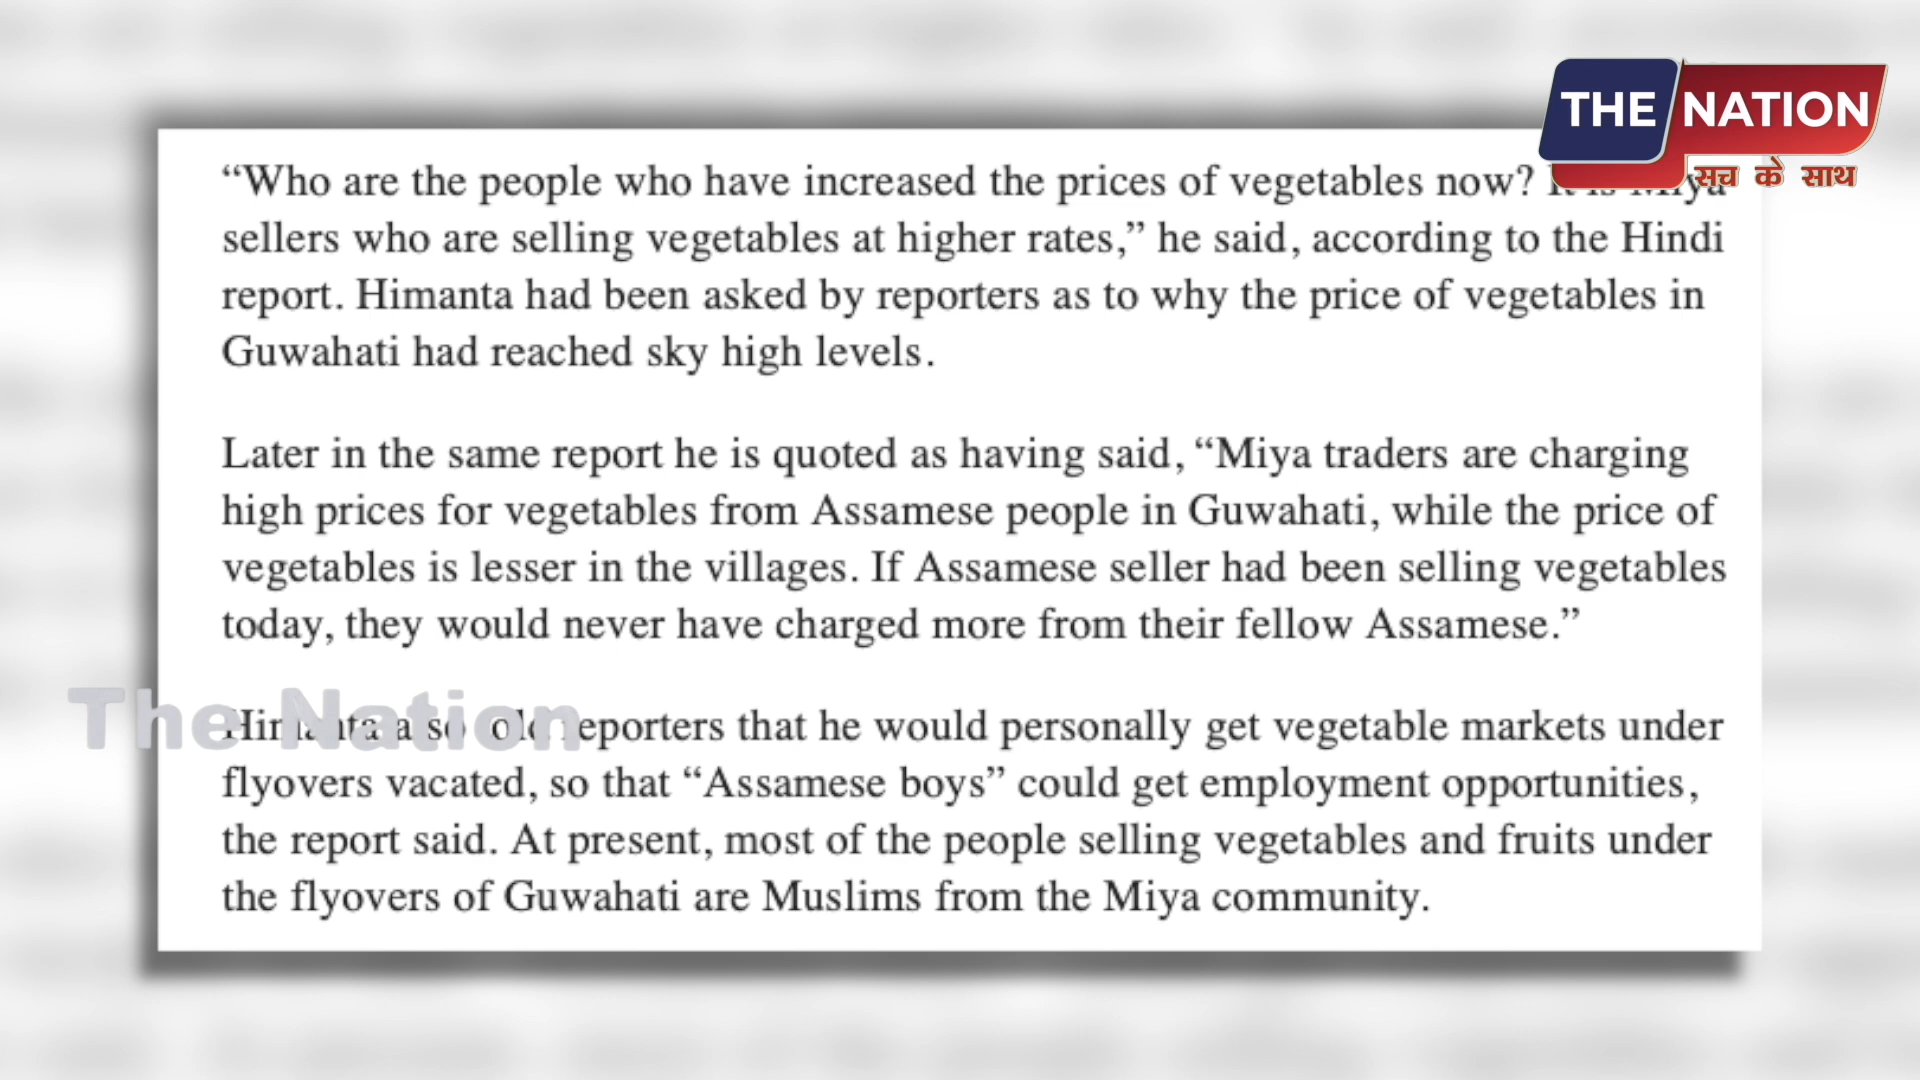 THE NATION
सच के साथ
“Who are the people who have increased the prices of vegetables now? It is Miya
sellers who are selling vegetables at higher rates,” he said, according to the Hindi
report. Himanta had been asked by reporters as to why the price of vegetables in
Guwahati had reached sky high levels.
Later in the same report he is quoted as having said, “Miya traders are charging
high prices for vegetables from Assamese people in Guwahati, while the price of
vegetables is lesser in the villages. If Assamese seller had been selling vegetables
today, they would never have charged more from their fellow Assamese.”
The Nation
Himanta also told reporters that he would personally get vegetable markets under
flyovers vacated, so that “Assamese boys” could get employment opportunities,
the report said. At present, most of the people selling vegetables and fruits under
the flyovers of Guwahati are Muslims from the Miya community.